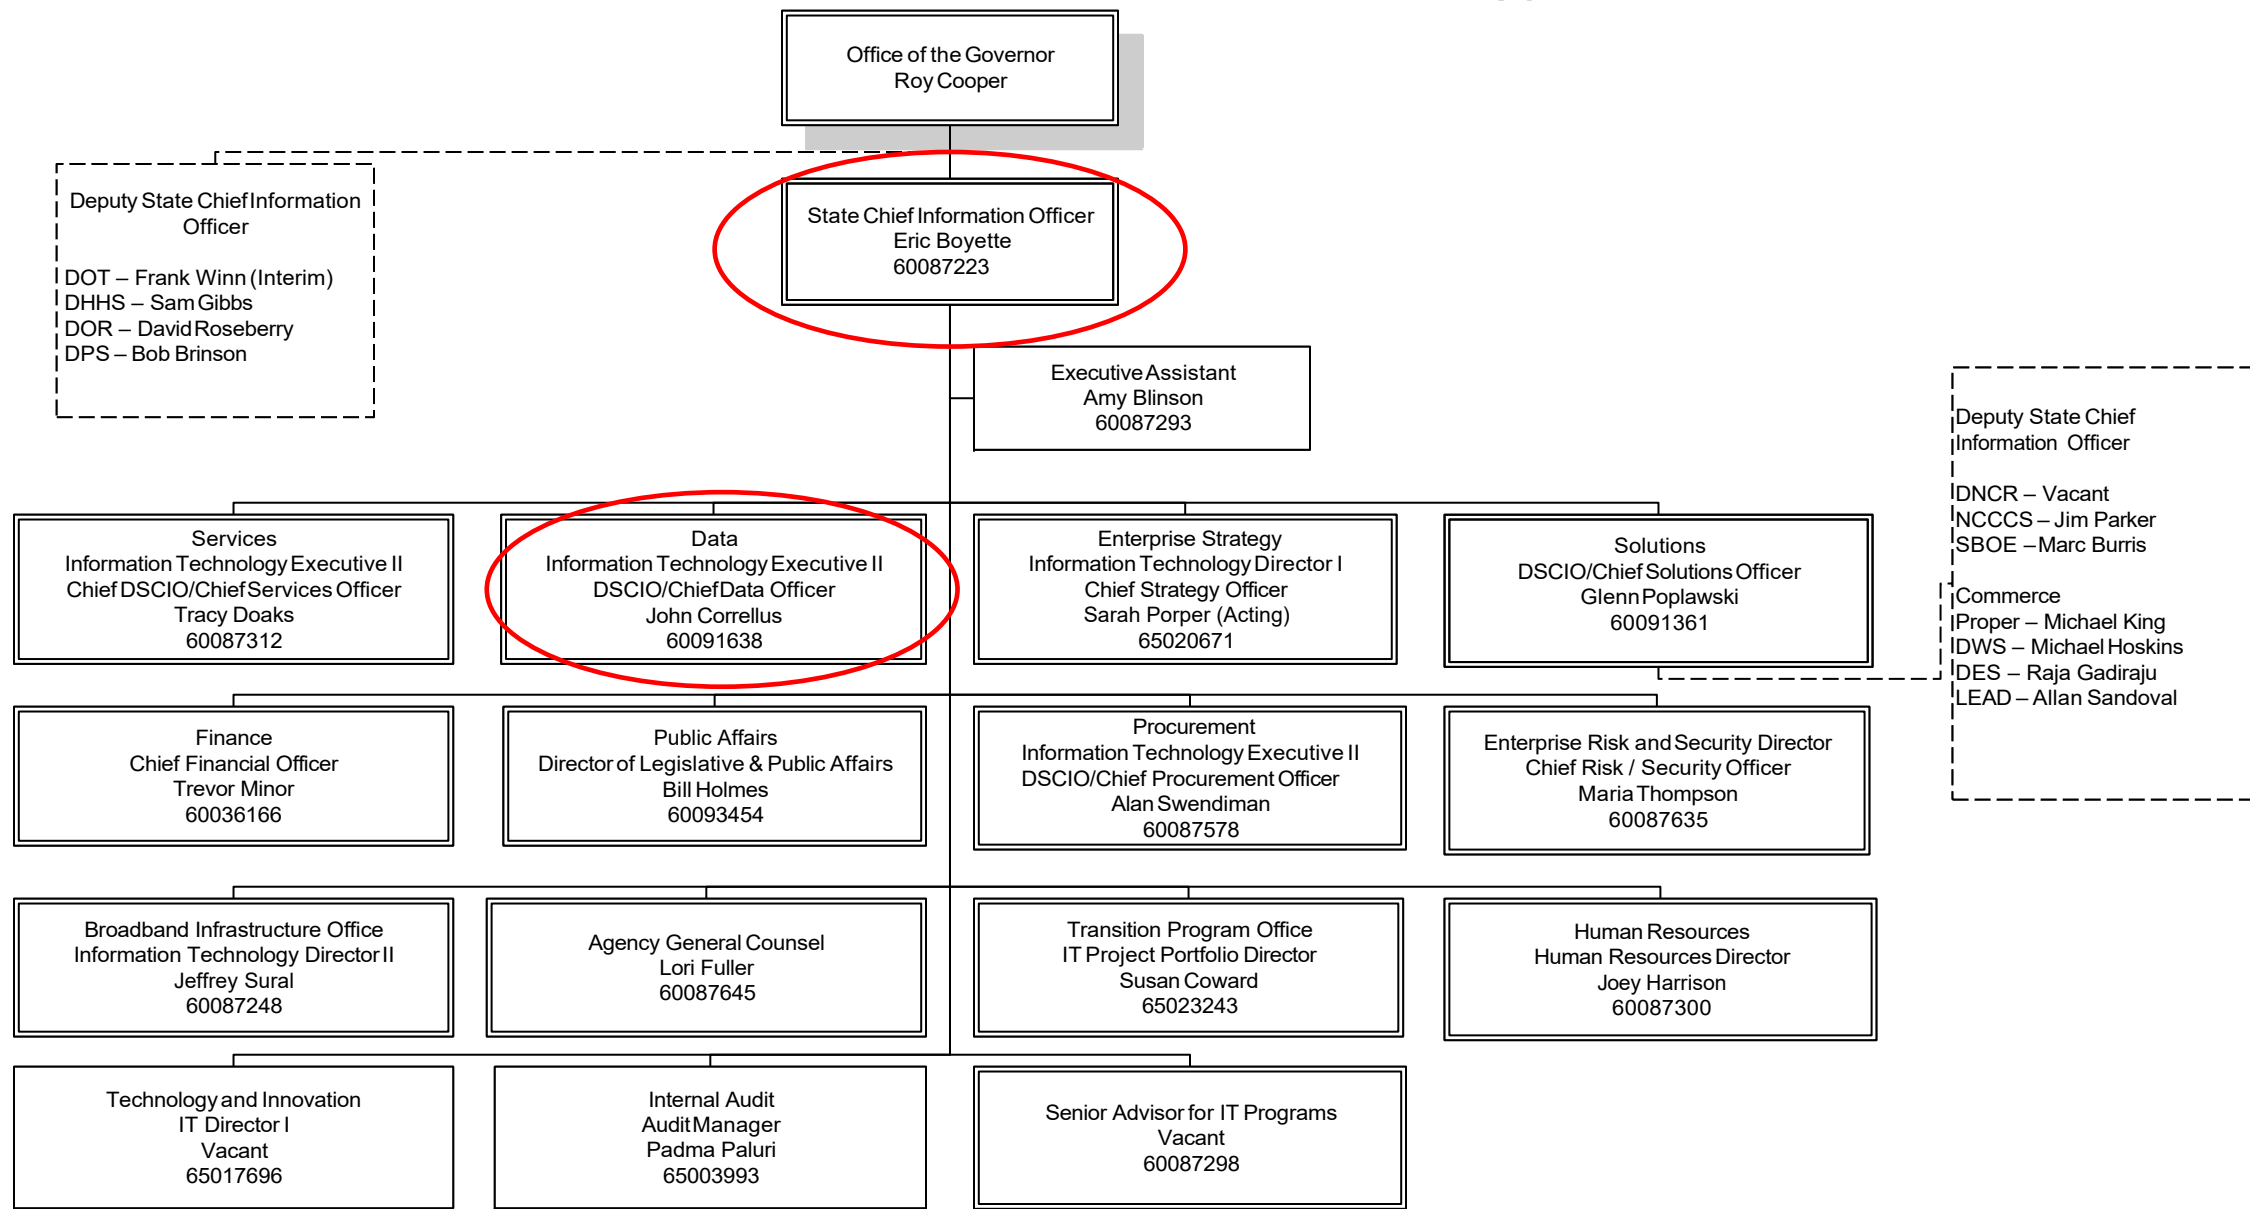 Office of the Governor
Roy Cooper
Deputy State Chief Information
Officer
DOT – Frank Winn (Interim)
DHHS – Sam Gibbs
DOR – David Roseberry
DPS – Bob Brinson
State Chief Information Officer
Eric Boyette
60087223
Executive Assistant
Amy Blinson
60087293
Deputy State Chief
Information Officer
DNCR – Vacant
NCCCS – Jim Parker
SBOE – Marc Burris
Commerce
Proper – Michael King
DWS – Michael Hoskins
DES – Raja Gadiraju
LEAD – Allan Sandoval
Services
Information Technology Executive II
Chief DSCIO/Chief Services Officer
Tracy Doaks
60087312
Data
Information Technology Executive II
DSCIO/Chief Data Officer
John Correllus
60091638
Enterprise Strategy
Information Technology Director I
Chief Strategy Officer
Sarah Porper (Acting)
65020671
Solutions
DSCIO/Chief Solutions Officer
Glenn Poplawski
60091361
Finance
Chief Financial Officer
Trevor Minor
60036166
Public Affairs
Director of Legislative & Public Affairs
Bill Holmes
60093454
Procurement
Information Technology Executive II
DSCIO/Chief Procurement Officer
Alan Swendiman
60087578
Enterprise Risk and Security Director
Chief Risk / Security Officer
Maria Thompson
60087635
Broadband Infrastructure Office
Information Technology Director II
Jeffrey Sural
60087248
Agency General Counsel
Lori Fuller
60087645
Transition Program Office
IT Project Portfolio Director
Susan Coward
65023243
Human Resources
Human Resources Director
Joey Harrison
60087300
Technology and Innovation
IT Director I
Vacant
65017696
Internal Audit
Audit Manager
Padma Paluri
65003993
Senior Advisor for IT Programs
Vacant
60087298